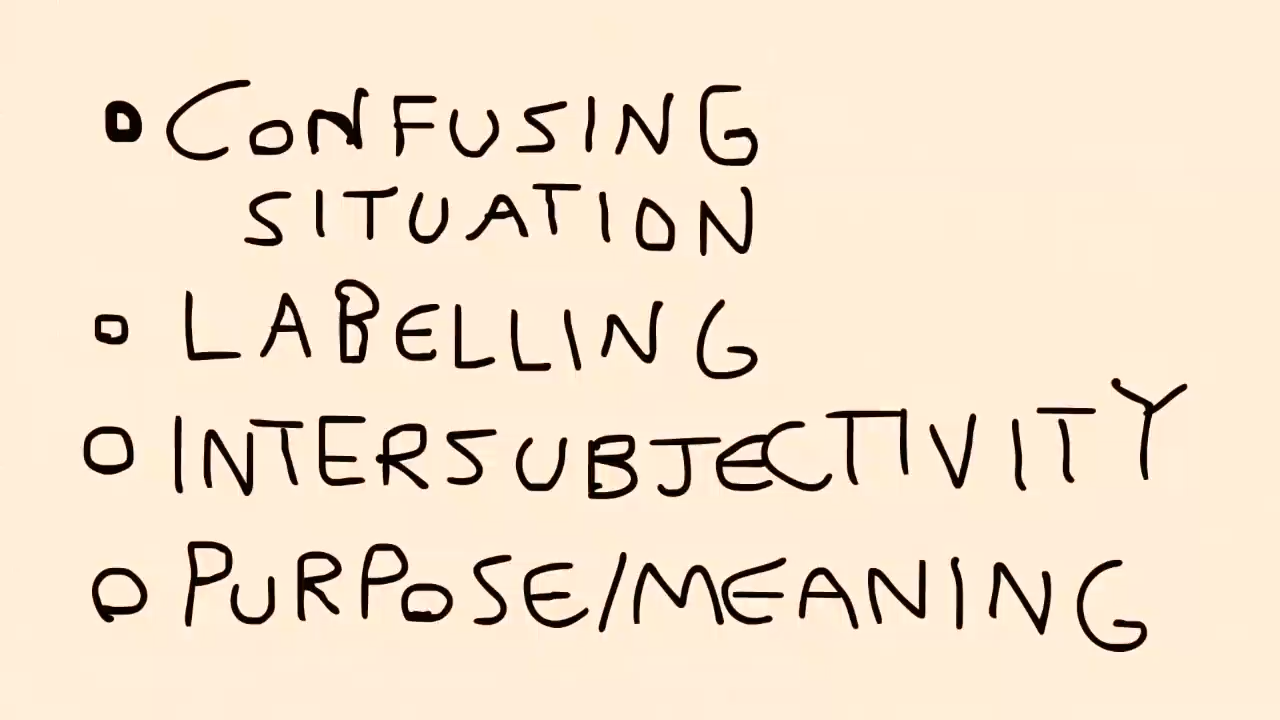 CONFUSING
SITUATION
LABELLING
INTERSUBJECTIVITY
PURPOSE/MEANING